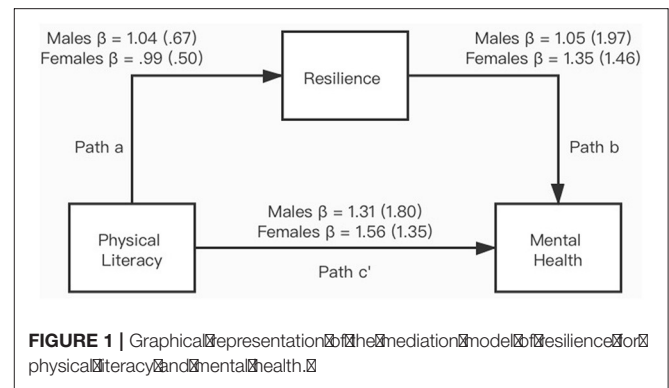 Males β = 1.04 (.67)
Females β = .99 (.50)
Males β = 1.05 (1.97)
Females β = 1.35 (1.46)
Resilience
Path a
Path b
Males β = 1.31 (1.80)
Females β = 1.56 (1.35)
Physical
Literacy
Mental
Health
Path c'
FIGURE 1 | Graphical representation of the mediation model of resilience for
physical literacy and mental health.